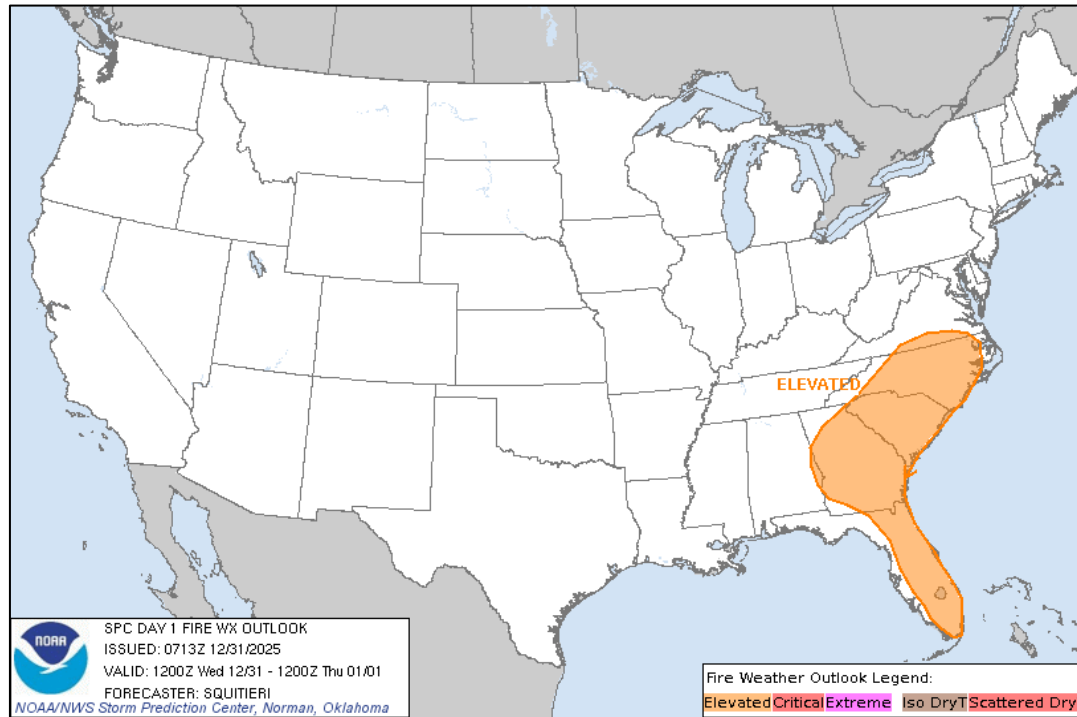 ELEVATED
NOAA
SPC DAY 1 FIRE WX OUTLOOK
ISSUED: 0713Z 12/31/2025
VALID: 1200Z Wed 12/31 - 1200Z Thu 01/01
FORECASTER: SQUITIERI
NOAA/NWS Storm Prediction Center, Norman, Oklahoma
Fire Weather Outlook Legend:
Elevated Critical Extreme Iso DryT Scattered Dry